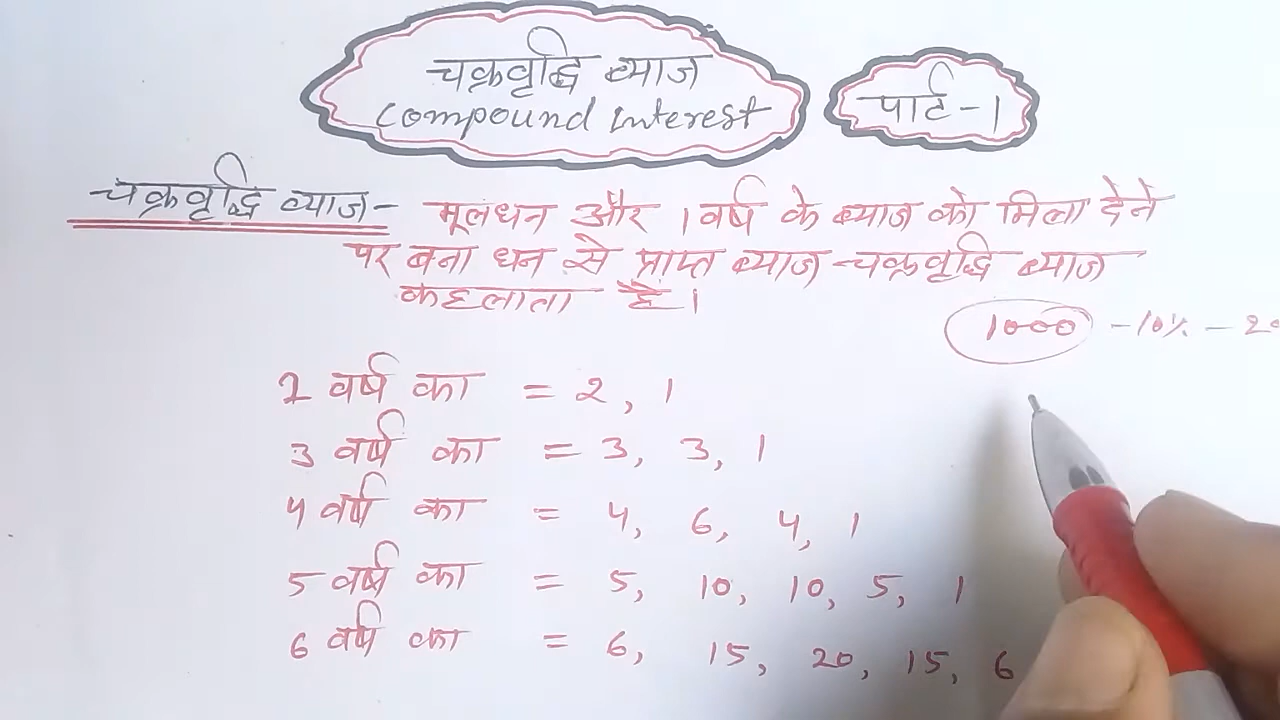 चक्रवृद्धि ब्याज
Compound Interest
पार्ट-1
चक्रवृद्धि ब्याज- मूलधन और 1 वर्ष के ब्याज को मिला देने
पर बना धन से प्राप्त ब्याज-चक्रवृद्धि ब्याज
कहलाता है।
1000 -10% - 20
2 वर्ष का = 2, 1
3 वर्ष का = 3, 3, 1
4 वर्ष का = 4, 6, 4, 1
5 वर्ष का = 5, 10, 10, 5, 1
6 वर्ष का = 6, 15, 20, 15, 6